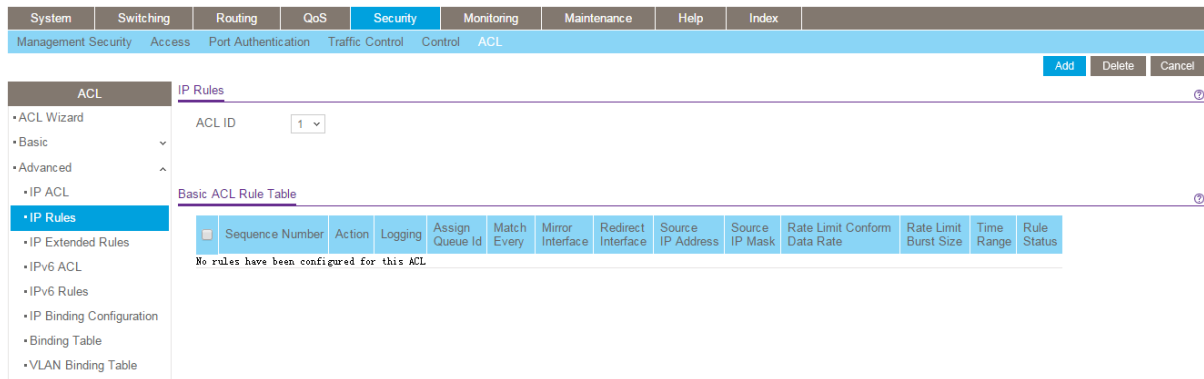 System Switching Routing QoS Security Monitoring Maintenance Help Index
Management Security Access Port Authentication Traffic Control Control ACL
Add Delete Cancel
ACL
ACL Wizard
Basic
Advanced
IP ACL
IP Rules
IP Extended Rules
IPv6 ACL
IPv6 Rules
IP Binding Configuration
Binding Table
VLAN Binding Table
IP Rules
ACL ID 1
Basic ACL Rule Table
Sequence Number Action Logging Assign Queue Id Match Every Mirror Interface Redirect Interface Source IP Address Source IP Mask Rate Limit Conform Data Rate Rate Limit Burst Size Time Range Rule Status
No rules have been configured for this ACL